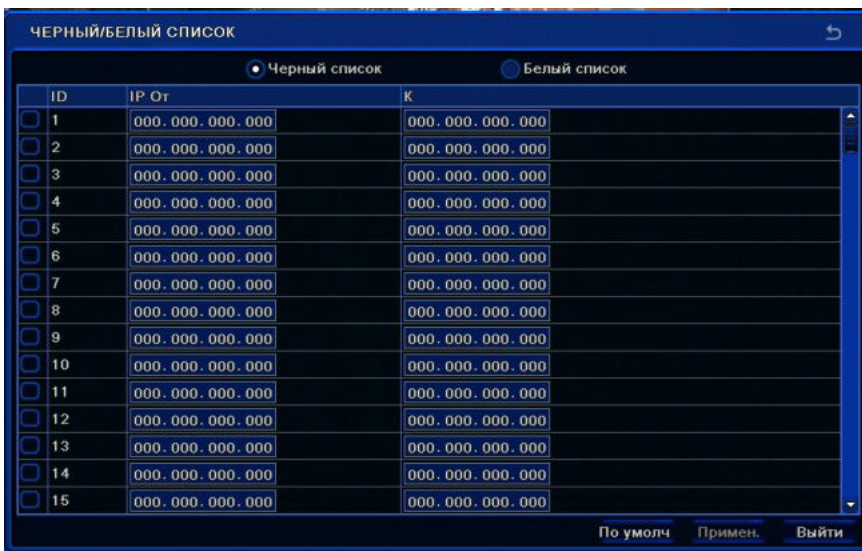 ЧЕРНЫЙ/БЕЛЫЙ СПИСОК
Черный список Белый список
ID IP От К
1 000.000.000.000 000.000.000.000
2 000.000.000.000 000.000.000.000
3 000.000.000.000 000.000.000.000
4 000.000.000.000 000.000.000.000
5 000.000.000.000 000.000.000.000
6 000.000.000.000 000.000.000.000
7 000.000.000.000 000.000.000.000
8 000.000.000.000 000.000.000.000
9 000.000.000.000 000.000.000.000
10 000.000.000.000 000.000.000.000
11 000.000.000.000 000.000.000.000
12 000.000.000.000 000.000.000.000
13 000.000.000.000 000.000.000.000
14 000.000.000.000 000.000.000.000
15 000.000.000.000 000.000.000.000
По умолч Примен. Выйти